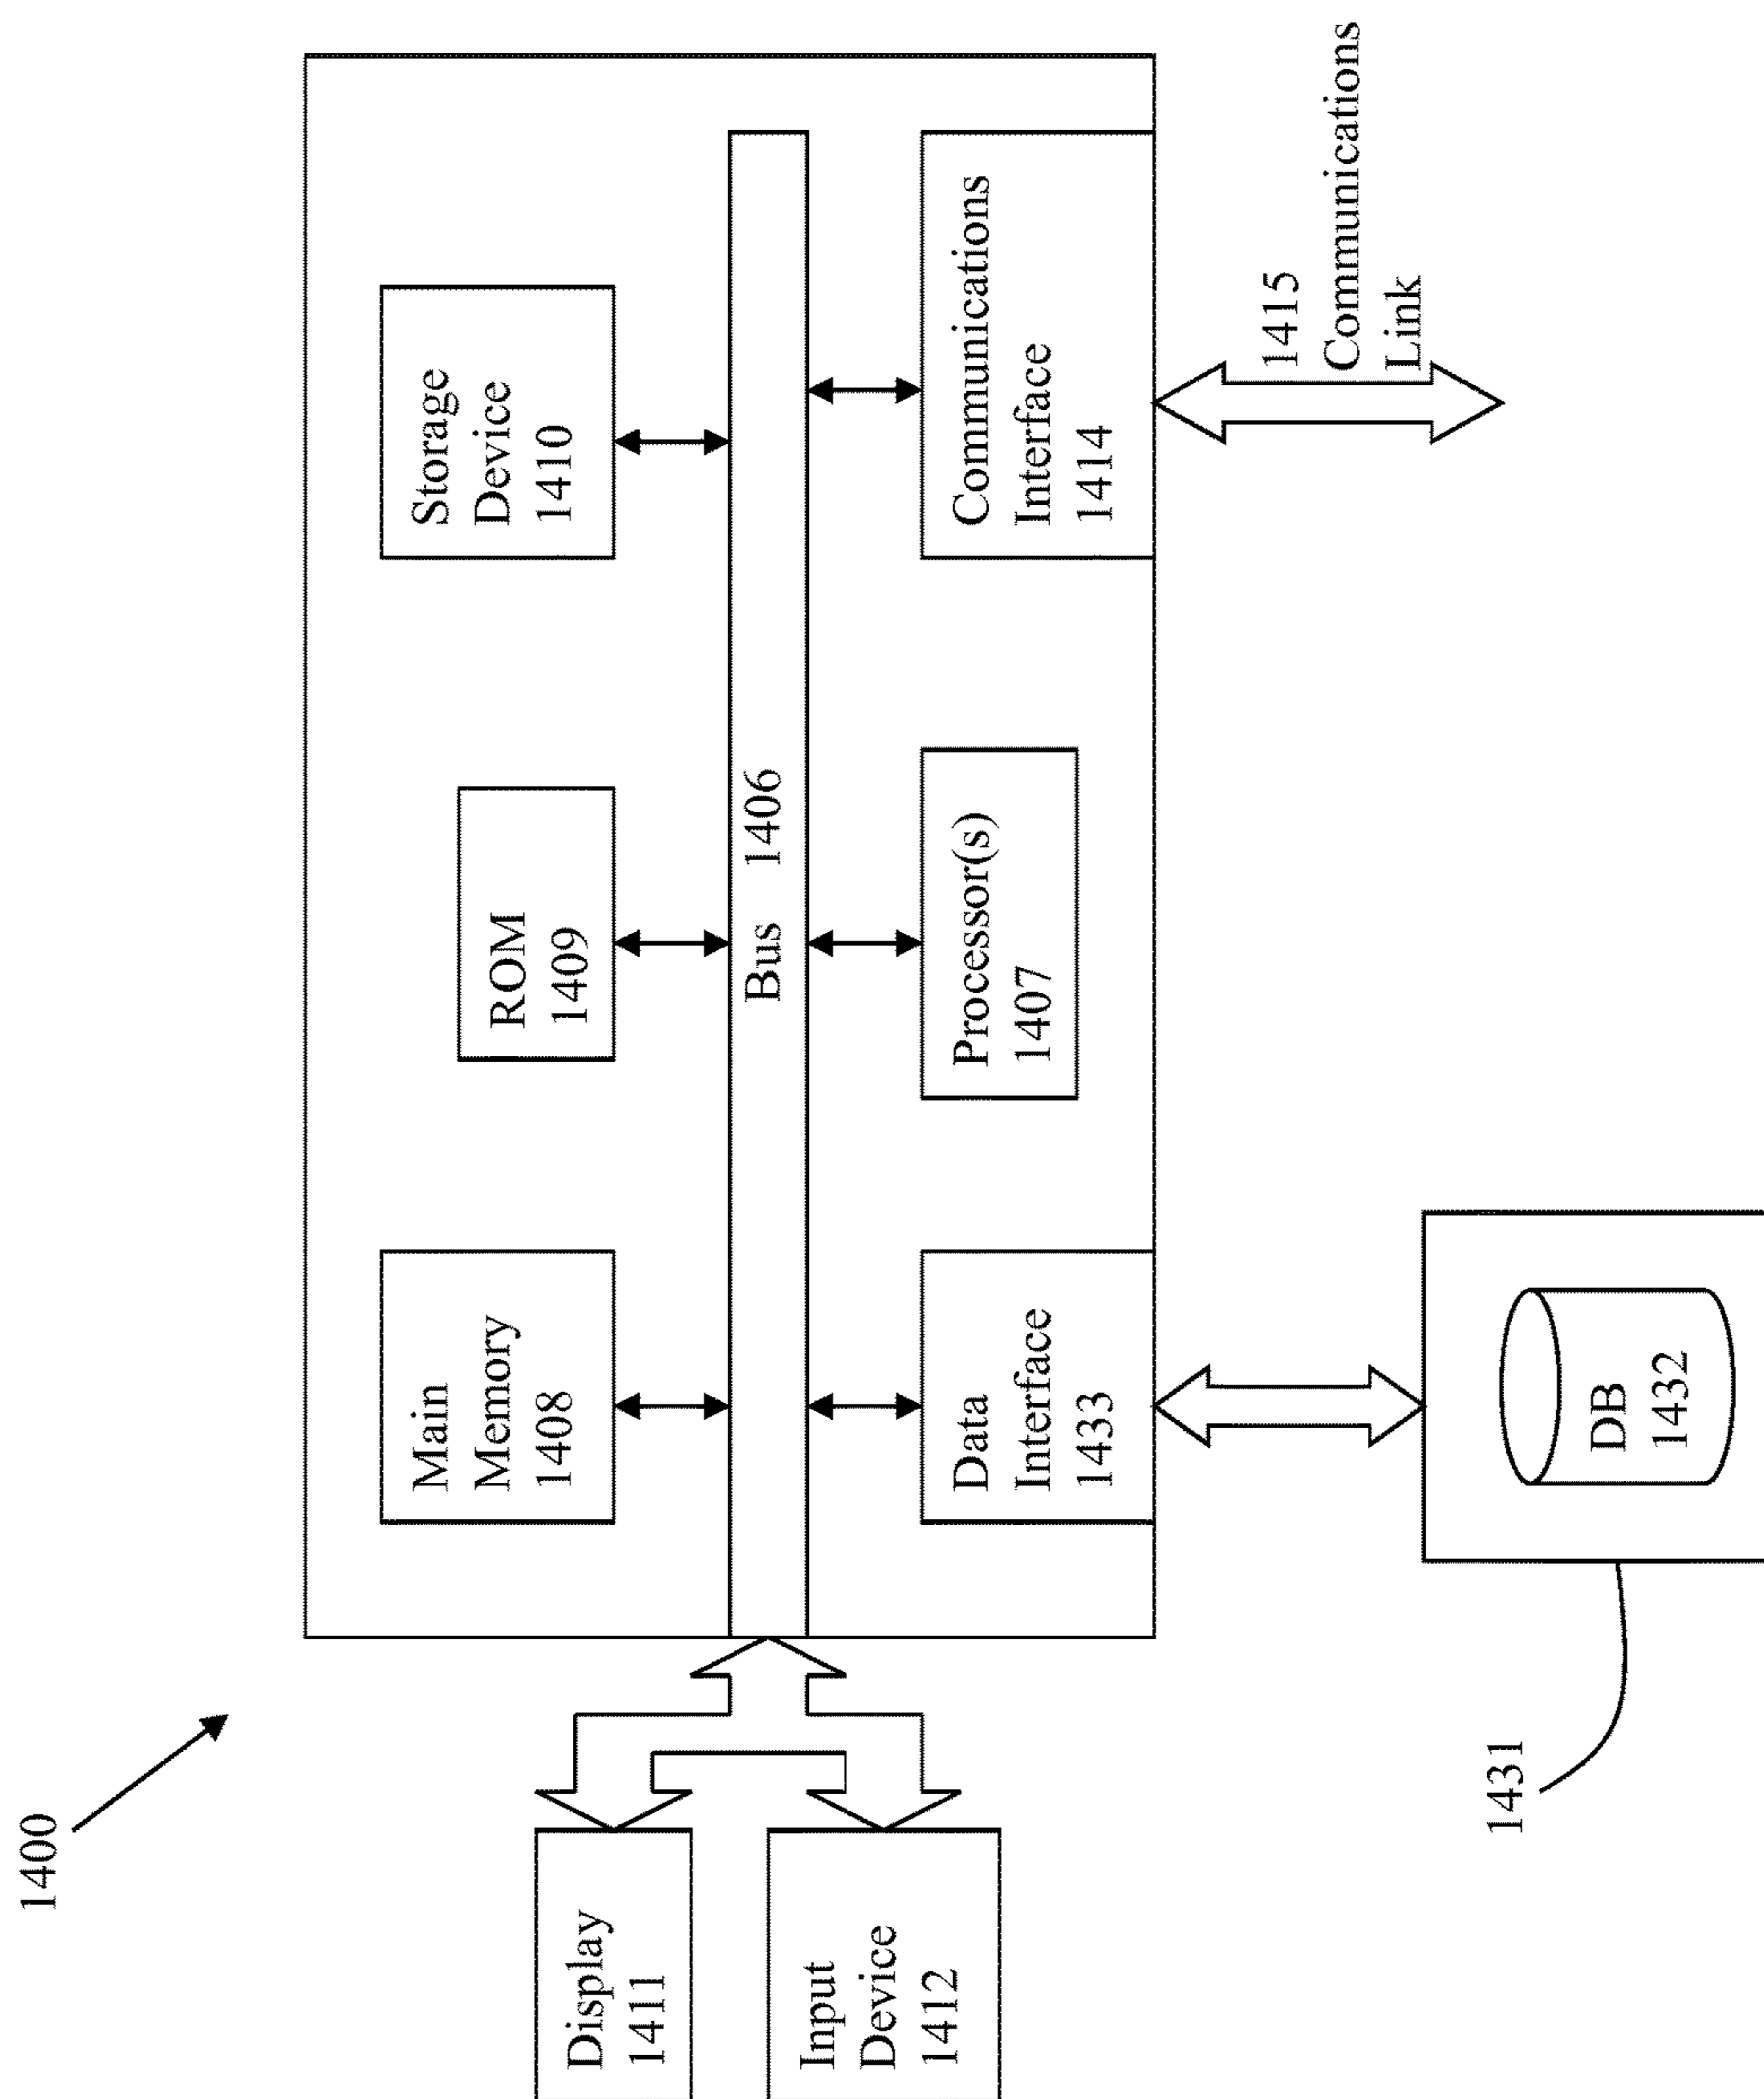 1400
Main
Memory
1408
ROM
1409
Storage
Device
1410
Display
1411
Bus 1406
Input
Device
1412
Data
Interface
1433
Processor(s)
1407
Communications
Interface
1414
1415
Communications
Link
1431
DB
1432